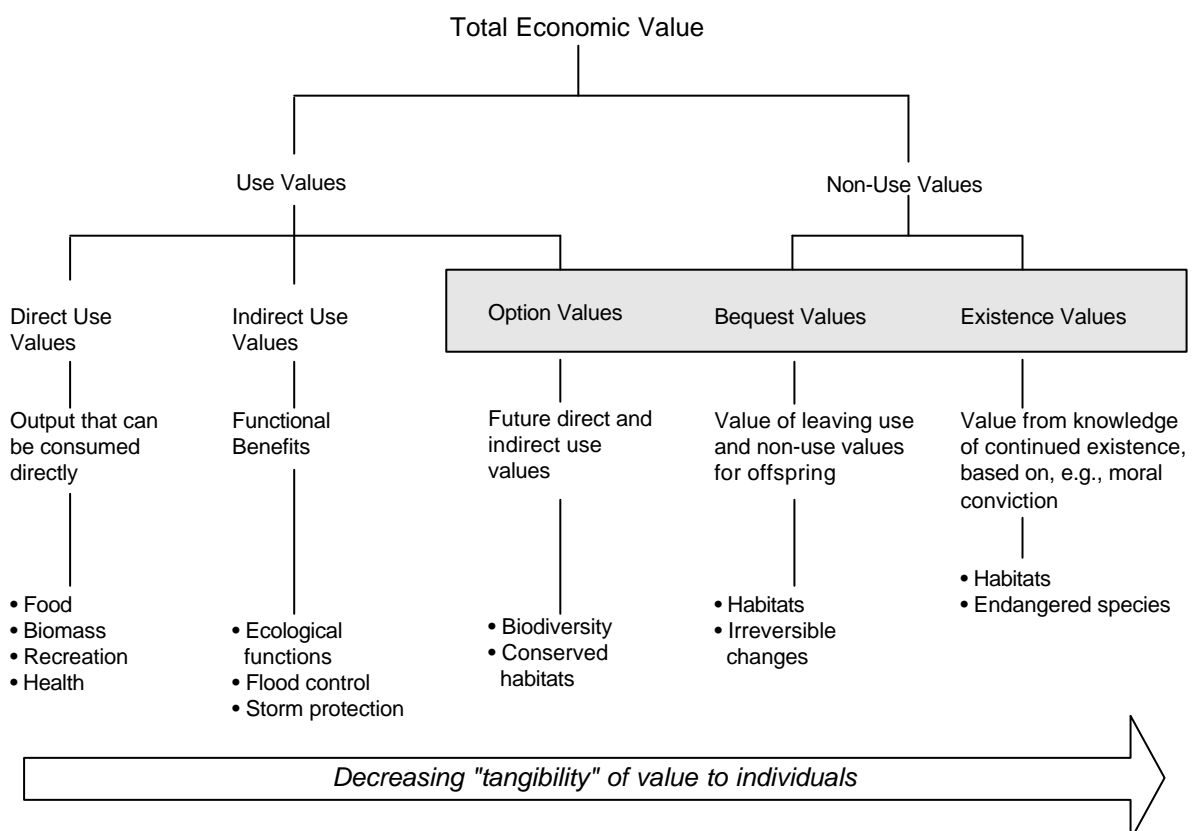 Total Economic Value
Use Values
Non-Use Values
Direct Use
Values
Indirect Use
Values
Option Values
Bequest Values
Existence Values
Output that can
be consumed
directly
Functional
Benefits
Future direct and
indirect use
values
Value of leaving use
and non-use values
for offspring
Value from knowledge
of continued existence,
based on, e.g., moral
conviction
• Food
• Biomass
• Recreation
• Health
• Ecological
functions
• Flood control
• Storm protection
• Biodiversity
• Conserved
habitats
• Habitats
• Irreversible
changes
• Habitats
• Endangered species
Decreasing "tangibility" of value to individuals